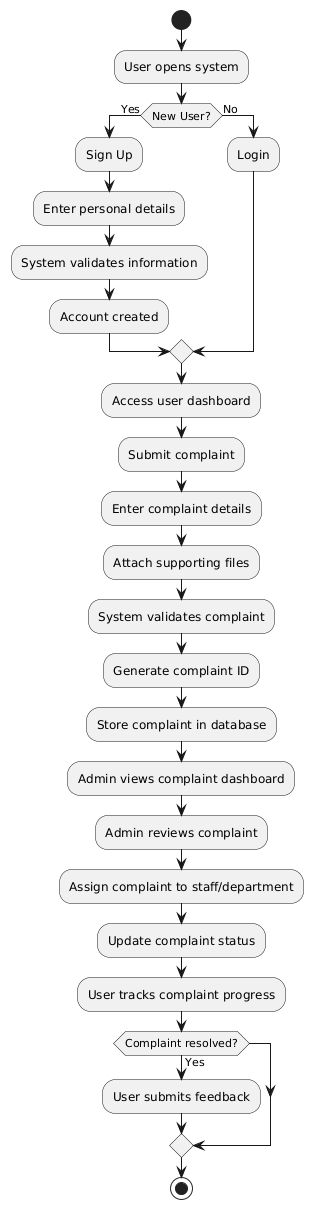 User opens system
New User?
Yes
No
Sign Up
Login
Enter personal details
System validates information
Account created
Access user dashboard
Submit complaint
Enter complaint details
Attach supporting files
System validates complaint
Generate complaint ID
Store complaint in database
Admin views complaint dashboard
Admin reviews complaint
Assign complaint to staff/department
Update complaint status
User tracks complaint progress
Complaint resolved?
Yes
User submits feedback